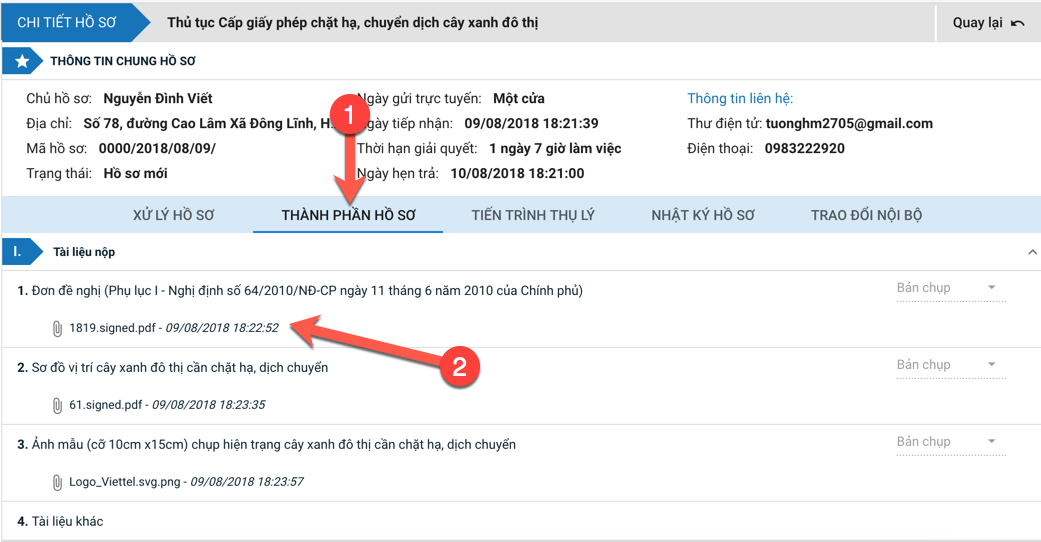 CHI TIẾT HỒ SƠ Thủ tục Cấp giấy phép chặt hạ, chuyển dịch cây xanh đô thị Quay lại
THÔNG TIN CHUNG HỒ SƠ
Chủ hồ sơ: Nguyễn Đình Viết Ngày gửi trực tuyến: Một cửa Thông tin liên hệ:
Địa chỉ: Số 78, đường Cao Lâm Xã Đông Lĩnh, H... Ngày tiếp nhận: 09/08/2018 18:21:39 Thư điện tử: tuonghm2705@gmail.com
1
Mã hồ sơ: 0000/2018/08/09/ Thời hạn giải quyết: 1 ngày 7 giờ làm việc Điện thoại: 0983222920
Trạng thái: Hồ sơ mới Ngày hẹn trả: 10/08/2018 18:21:00
XỬ LÝ HỒ SƠ THÀNH PHẦN HỒ SƠ TIẾN TRÌNH THỤ LÝ NHẬT KÝ HỒ SƠ TRAO ĐỔI NỘI BỘ
I. Tài liệu nộp
1. Đơn đề nghị (Phụ lục I - Nghị định số 64/2010/NĐ-CP ngày 11 tháng 6 năm 2010 của Chính phủ) Bản chụp
1819.signed.pdf - 09/08/2018 18:22:52
2
2. Sơ đồ vị trí cây xanh đô thị cần chặt hạ, dịch chuyển Bản chụp
61.signed.pdf - 09/08/2018 18:23:35
3. Ảnh mẫu (cỡ 10cm x15cm) chụp hiện trạng cây xanh đô thị cần chặt hạ, dịch chuyển Bản chụp
Logo_Viettel.svg.png - 09/08/2018 18:23:57
4. Tài liệu khác